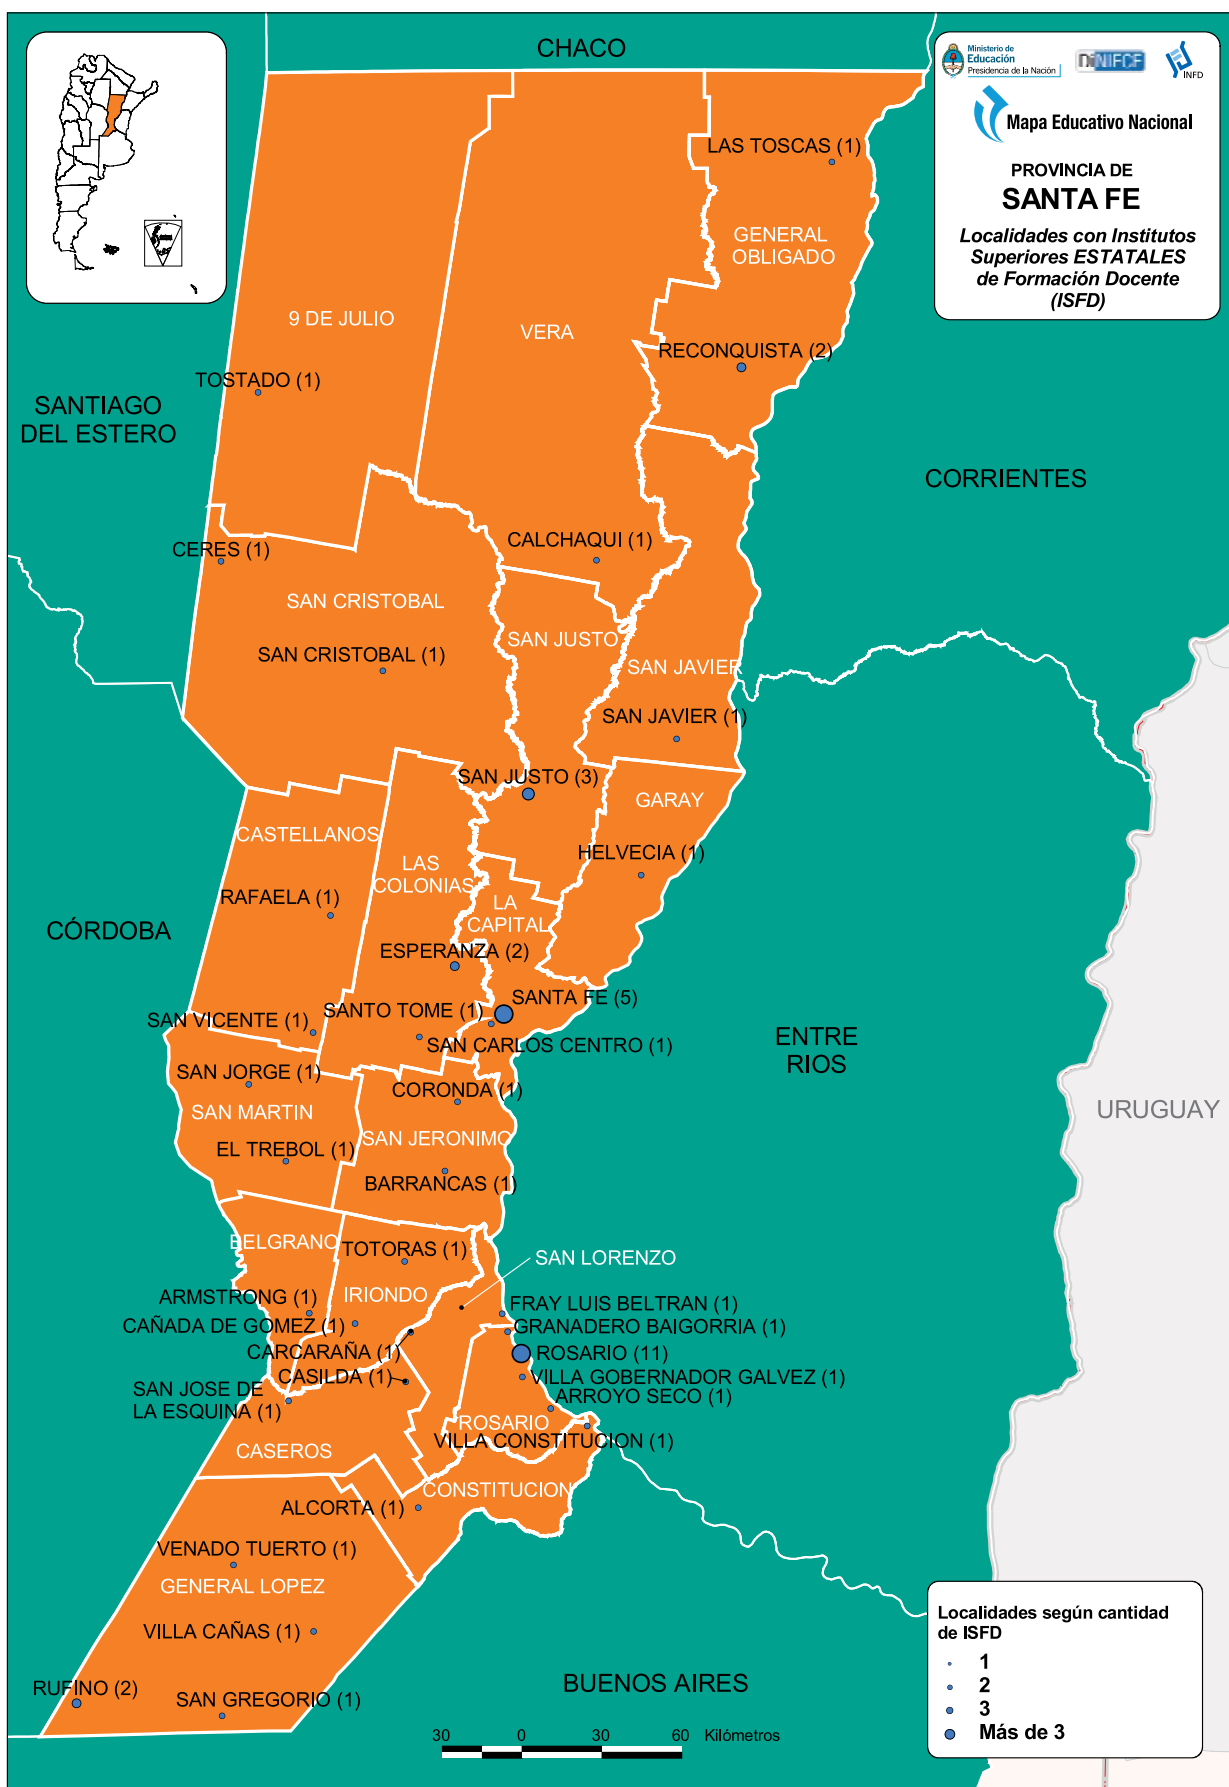 CHACO
Ministerio de
Educación
Presidencia de la Nación
DiNIECE
INFD
Mapa Educativo Nacional
PROVINCIA DE
SANTA FE
Localidades con Institutos
Superiores ESTATALES
de Formación Docente
(ISFD)
LAS TOSCAS (1)
GENERAL
OBLIGADO
9 DE JULIO
VERA
RECONQUISTA (2)
TOSTADO (1)
SANTIAGO
DEL ESTERO
CORRIENTES
CERES (1)
CALCHAQUI (1)
SAN CRISTOBAL
SAN JUSTO
SAN CRISTOBAL (1)
SAN JAVIER
SAN JAVIER (1)
SAN JUSTO (3)
GARAY
CASTELLANOS
LAS
COLONIAS
HELVECIA (1)
RAFAELA (1)
LA
CAPITAL
CÓRDOBA
ESPERANZA (2)
SANTA FE (5)
SANTO TOME (1)
SAN VICENTE (1)
SAN CARLOS CENTRO (1)
ENTRE
RIOS
SAN JORGE (1)
CORONDA (1)
SAN MARTIN
URUGUAY
SAN JERONIMO
EL TREBOL (1)
BARRANCAS (1)
BELGRANO
TOTORAS (1)
SAN LORENZO
IRIONDO
ARMSTRONG (1)
FRAY LUIS BELTRAN (1)
CAÑADA DE GOMEZ (1)
GRANADERO BAIGORRIA (1)
CARCARAÑA (1)
ROSARIO (11)
CASILDA (1)
VILLA GOBERNADOR GALVEZ (1)
SAN JOSE DE
LA ESQUINA (1)
ARROYO SECO (1)
ROSARIO
VILLA CONSTITUCION (1)
CASEROS
CONSTITUCION
ALCORTA (1)
VENADO TUERTO (1)
GENERAL LOPEZ
VILLA CAÑAS (1)
RUFINO (2)
SAN GREGORIO (1)
BUENOS AIRES
30 0 30 60 Kilómetros
Localidades según cantidad
de ISFD
1
2
3
Más de 3